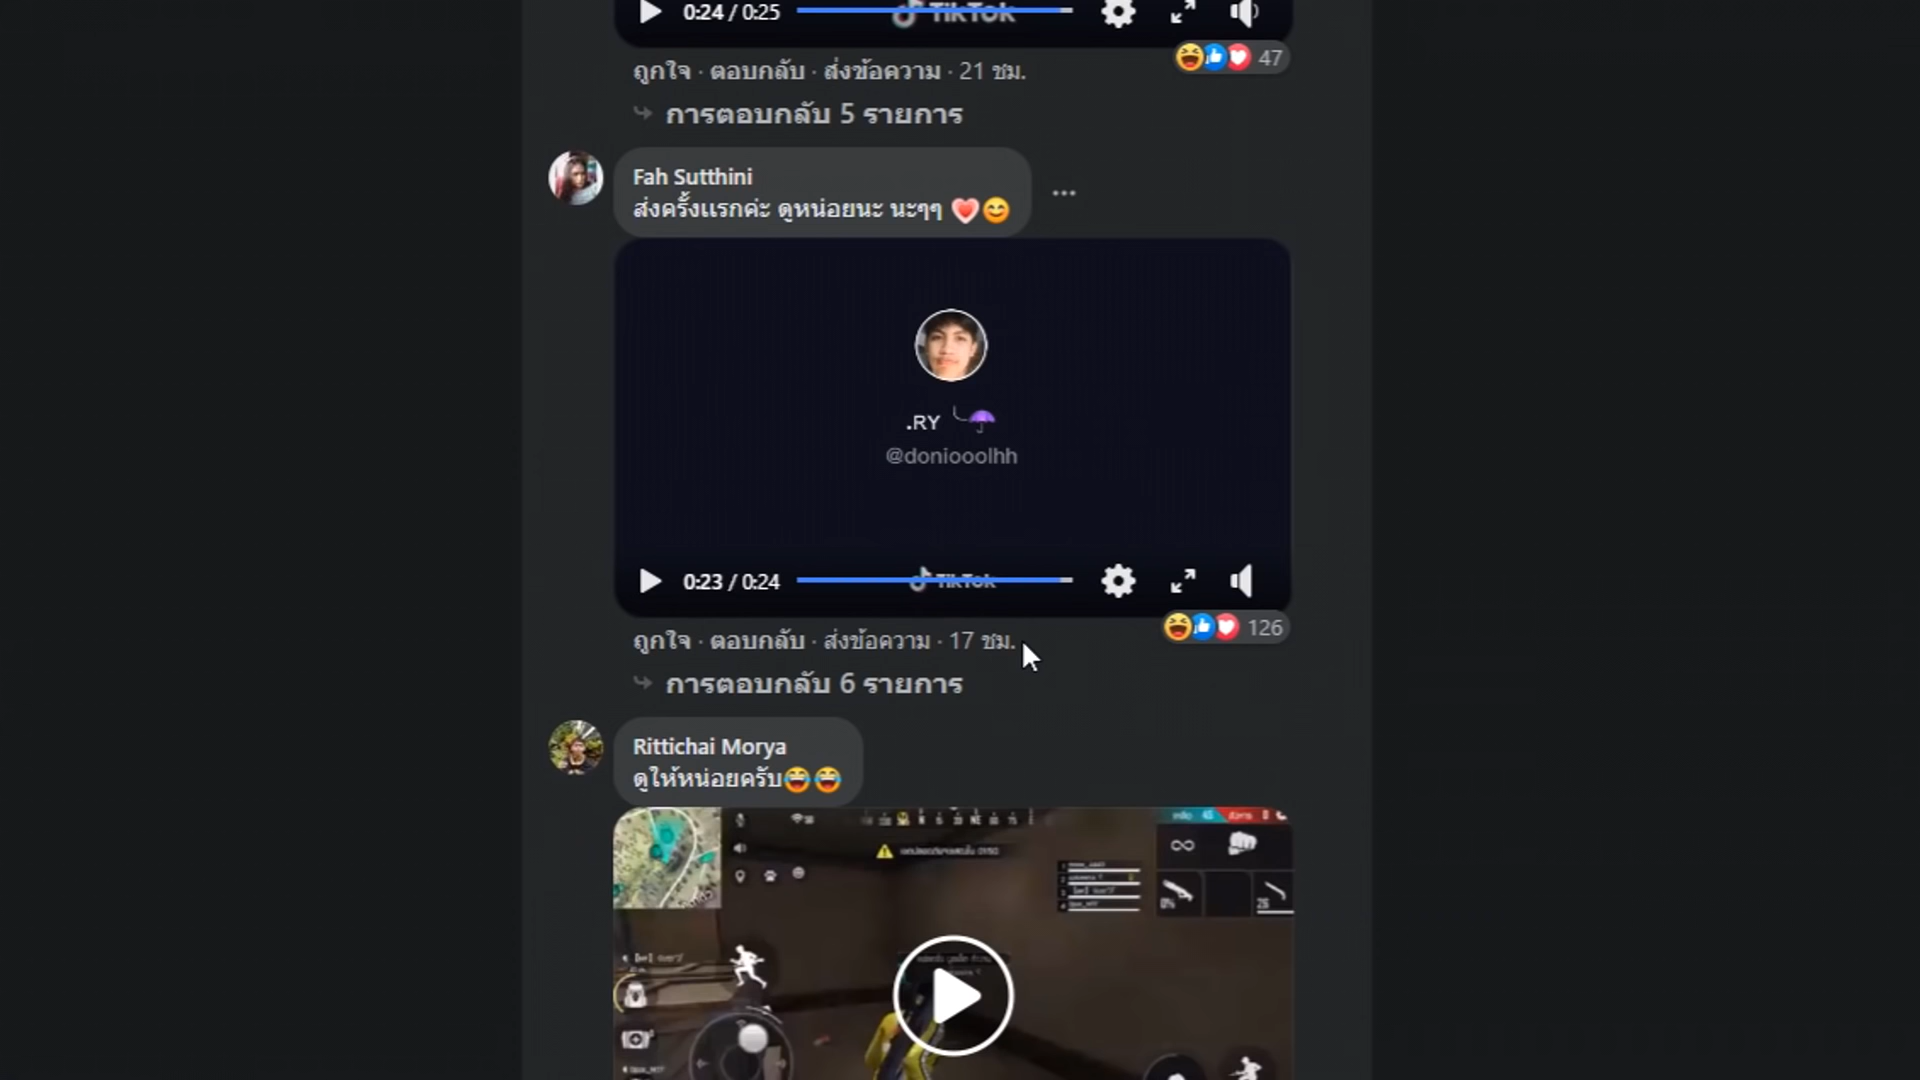 0:24 / 0:25
TikTok
47
ถูกใจ · ตอบกลับ · ส่งข้อความ · 21 ชม.
การตอบกลับ 5 รายการ
Fah Sutthini
ส่งครั้งแรกค่ะ ดูหน่อยนะ นะๆๆ 💗😊
.RY ╰☂
@doniooolhh
0:23 / 0:24
TikTok
126
ถูกใจ · ตอบกลับ · ส่งข้อความ · 17 ชม.
การตอบกลับ 6 รายการ
Rittichai Morya
ดูให้หน่อยครับ😂😂
0%
26